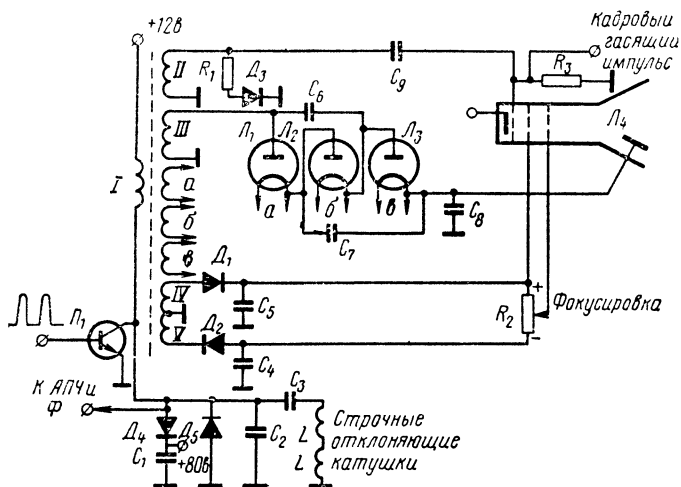 +12в
Кадровый
гасящий
импульс
II
R₁
Д₃
C₉
R₃
C₆
III
Л₁
Л₂
Л₃
Л₄
I
а
б
в
а
б
в
C₇
C₈
Д₁
IV
C₅
+
R₂
Фокусировка
−
П₁
V
Д₂
C₄
К АПЧи
Ф
C₃
Д₄
Д₅
C₂
L
L
Строчные
отклоняющие
катушки
C₁
+80в